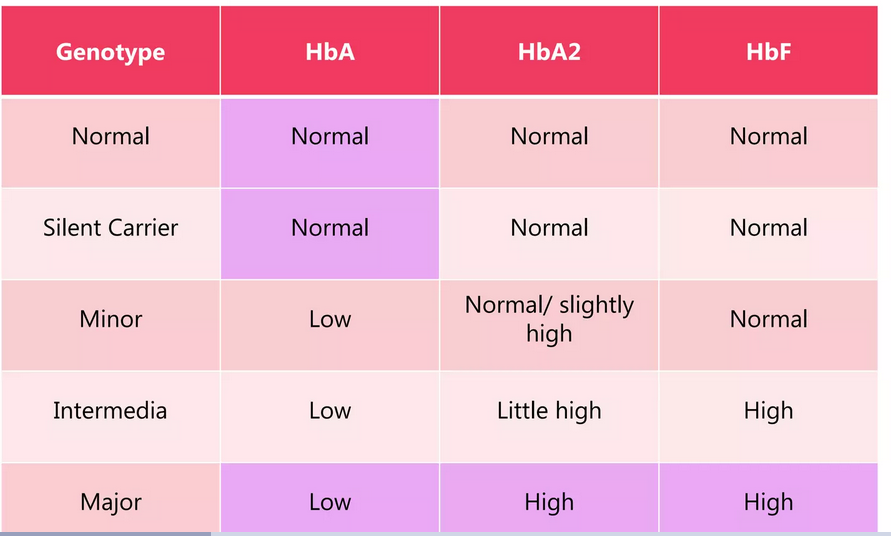 Genotype HbA HbA2 HbF
Normal Normal Normal Normal
Silent Carrier Normal Normal Normal
Minor Low Normal/ slightly high Normal
Intermedia Low Little high High
Major Low High High